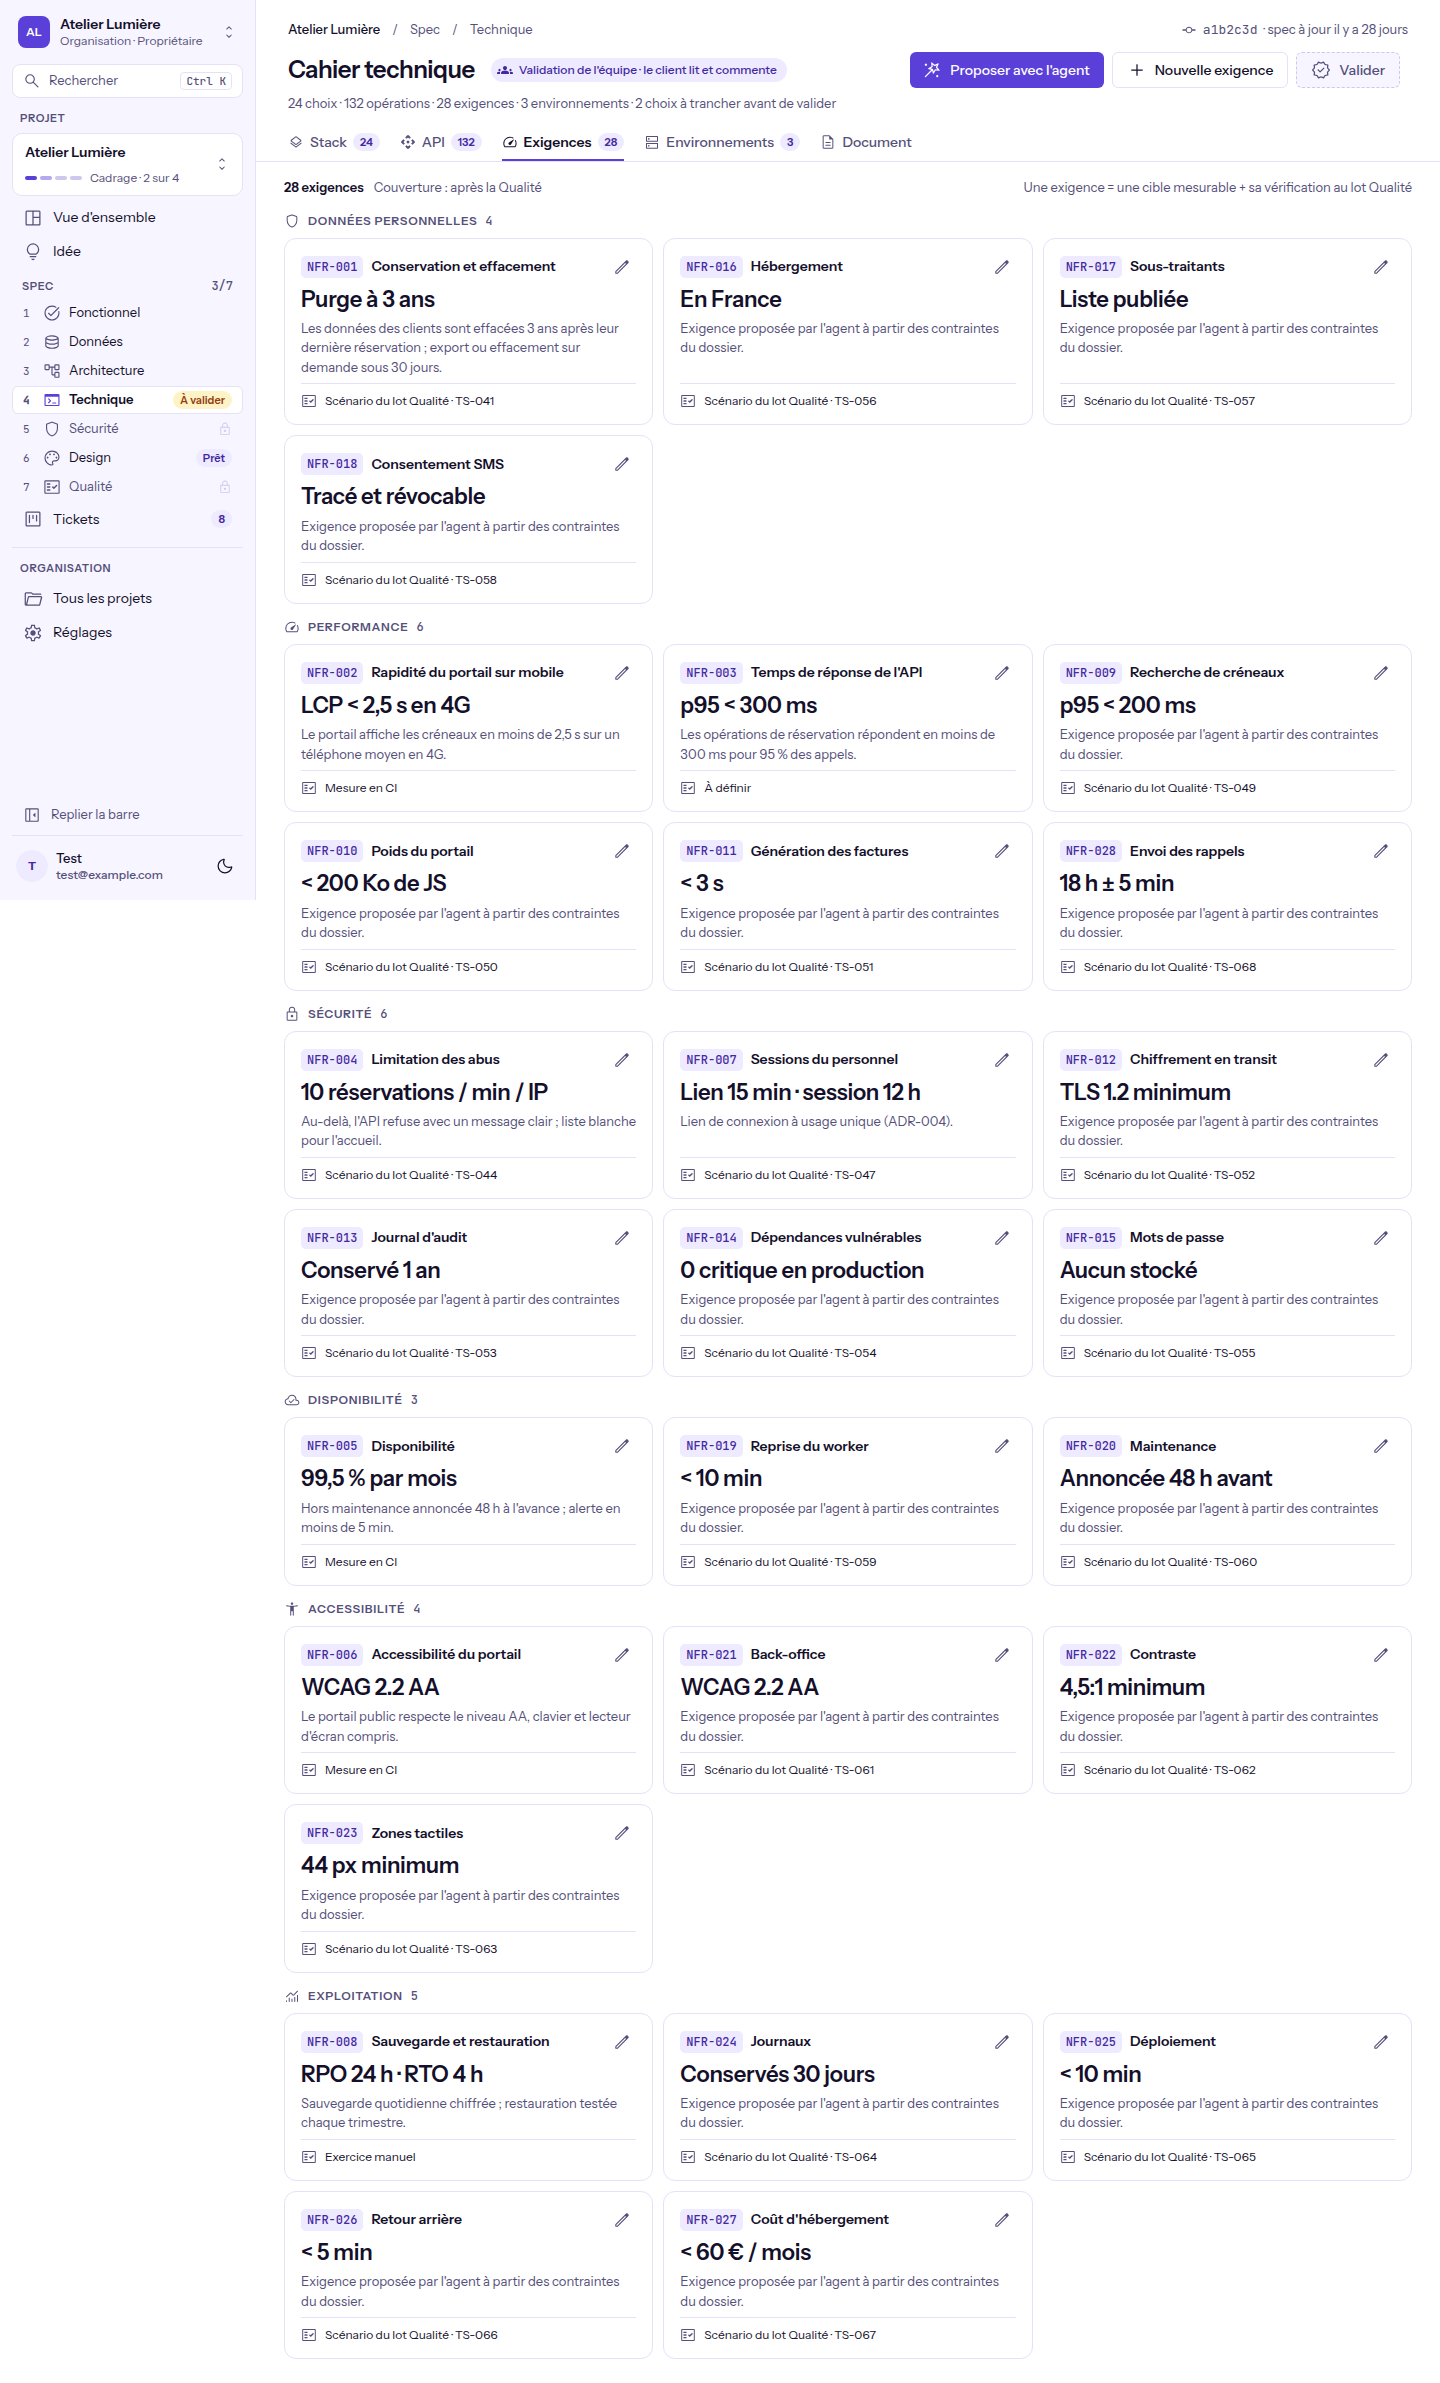 AL
Atelier Lumière
Organisation · Propriétaire
Rechercher
Ctrl K
PROJET
Atelier Lumière
Cadrage · 2 sur 4
Vue d'ensemble
Idée
SPEC 3/7
1 Fonctionnel
2 Données
3 Architecture
4 Technique À valider
5 Sécurité
6 Design Prêt
7 Qualité
Tickets 8
ORGANISATION
Tous les projets
Réglages
Replier la barre
T
Test
test@example.com
Atelier Lumière / Spec / Technique
a1b2c3d · spec à jour il y a 28 jours
Cahier technique
Validation de l'équipe · le client lit et commente
Proposer avec l'agent
Nouvelle exigence
Valider
24 choix · 132 opérations · 28 exigences · 3 environnements · 2 choix à trancher avant de valider
Stack 24
API 132
Exigences 28
Environnements 3
Document
28 exigences Couverture : après la Qualité
Une exigence = une cible mesurable + sa vérification au lot Qualité
DONNÉES PERSONNELLES 4
NFR-001 Conservation et effacement
Purge à 3 ans
Les données des clients sont effacées 3 ans après leur
dernière réservation ; export ou effacement sur
demande sous 30 jours.
Scénario du lot Qualité · TS-041
NFR-016 Hébergement
En France
Exigence proposée par l'agent à partir des contraintes
du dossier.
Scénario du lot Qualité · TS-056
NFR-017 Sous-traitants
Liste publiée
Exigence proposée par l'agent à partir des contraintes
du dossier.
Scénario du lot Qualité · TS-057
NFR-018 Consentement SMS
Tracé et révocable
Exigence proposée par l'agent à partir des contraintes
du dossier.
Scénario du lot Qualité · TS-058
PERFORMANCE 6
NFR-002 Rapidité du portail sur mobile
LCP < 2,5 s en 4G
Le portail affiche les créneaux en moins de 2,5 s sur un
téléphone moyen en 4G.
Mesure en CI
NFR-003 Temps de réponse de l'API
p95 < 300 ms
Les opérations de réservation répondent en moins de
300 ms pour 95 % des appels.
À définir
NFR-009 Recherche de créneaux
p95 < 200 ms
Exigence proposée par l'agent à partir des contraintes
du dossier.
Scénario du lot Qualité · TS-049
NFR-010 Poids du portail
< 200 Ko de JS
Exigence proposée par l'agent à partir des contraintes
du dossier.
Scénario du lot Qualité · TS-050
NFR-011 Génération des factures
< 3 s
Exigence proposée par l'agent à partir des contraintes
du dossier.
Scénario du lot Qualité · TS-051
NFR-028 Envoi des rappels
18 h ± 5 min
Exigence proposée par l'agent à partir des contraintes
du dossier.
Scénario du lot Qualité · TS-068
SÉCURITÉ 6
NFR-004 Limitation des abus
10 réservations / min / IP
Au-delà, l'API refuse avec un message clair ; liste blanche
pour l'accueil.
Scénario du lot Qualité · TS-044
NFR-007 Sessions du personnel
Lien 15 min · session 12 h
Lien de connexion à usage unique (ADR-004).
Scénario du lot Qualité · TS-047
NFR-012 Chiffrement en transit
TLS 1.2 minimum
Exigence proposée par l'agent à partir des contraintes
du dossier.
Scénario du lot Qualité · TS-052
NFR-013 Journal d'audit
Conservé 1 an
Exigence proposée par l'agent à partir des contraintes
du dossier.
Scénario du lot Qualité · TS-053
NFR-014 Dépendances vulnérables
0 critique en production
Exigence proposée par l'agent à partir des contraintes
du dossier.
Scénario du lot Qualité · TS-054
NFR-015 Mots de passe
Aucun stocké
Exigence proposée par l'agent à partir des contraintes
du dossier.
Scénario du lot Qualité · TS-055
DISPONIBILITÉ 3
NFR-005 Disponibilité
99,5 % par mois
Hors maintenance annoncée 48 h à l'avance ; alerte en
moins de 5 min.
Mesure en CI
NFR-019 Reprise du worker
< 10 min
Exigence proposée par l'agent à partir des contraintes
du dossier.
Scénario du lot Qualité · TS-059
NFR-020 Maintenance
Annoncée 48 h avant
Exigence proposée par l'agent à partir des contraintes
du dossier.
Scénario du lot Qualité · TS-060
ACCESSIBILITÉ 4
NFR-006 Accessibilité du portail
WCAG 2.2 AA
Le portail public respecte le niveau AA, clavier et lecteur
d'écran compris.
Mesure en CI
NFR-021 Back-office
WCAG 2.2 AA
Exigence proposée par l'agent à partir des contraintes
du dossier.
Scénario du lot Qualité · TS-061
NFR-022 Contraste
4,5:1 minimum
Exigence proposée par l'agent à partir des contraintes
du dossier.
Scénario du lot Qualité · TS-062
NFR-023 Zones tactiles
44 px minimum
Exigence proposée par l'agent à partir des contraintes
du dossier.
Scénario du lot Qualité · TS-063
EXPLOITATION 5
NFR-008 Sauvegarde et restauration
RPO 24 h · RTO 4 h
Sauvegarde quotidienne chiffrée ; restauration testée
chaque trimestre.
Exercice manuel
NFR-024 Journaux
Conservés 30 jours
Exigence proposée par l'agent à partir des contraintes
du dossier.
Scénario du lot Qualité · TS-064
NFR-025 Déploiement
< 10 min
Exigence proposée par l'agent à partir des contraintes
du dossier.
Scénario du lot Qualité · TS-065
NFR-026 Retour arrière
< 5 min
Exigence proposée par l'agent à partir des contraintes
du dossier.
Scénario du lot Qualité · TS-066
NFR-027 Coût d'hébergement
< 60 € / mois
Exigence proposée par l'agent à partir des contraintes
du dossier.
Scénario du lot Qualité · TS-067